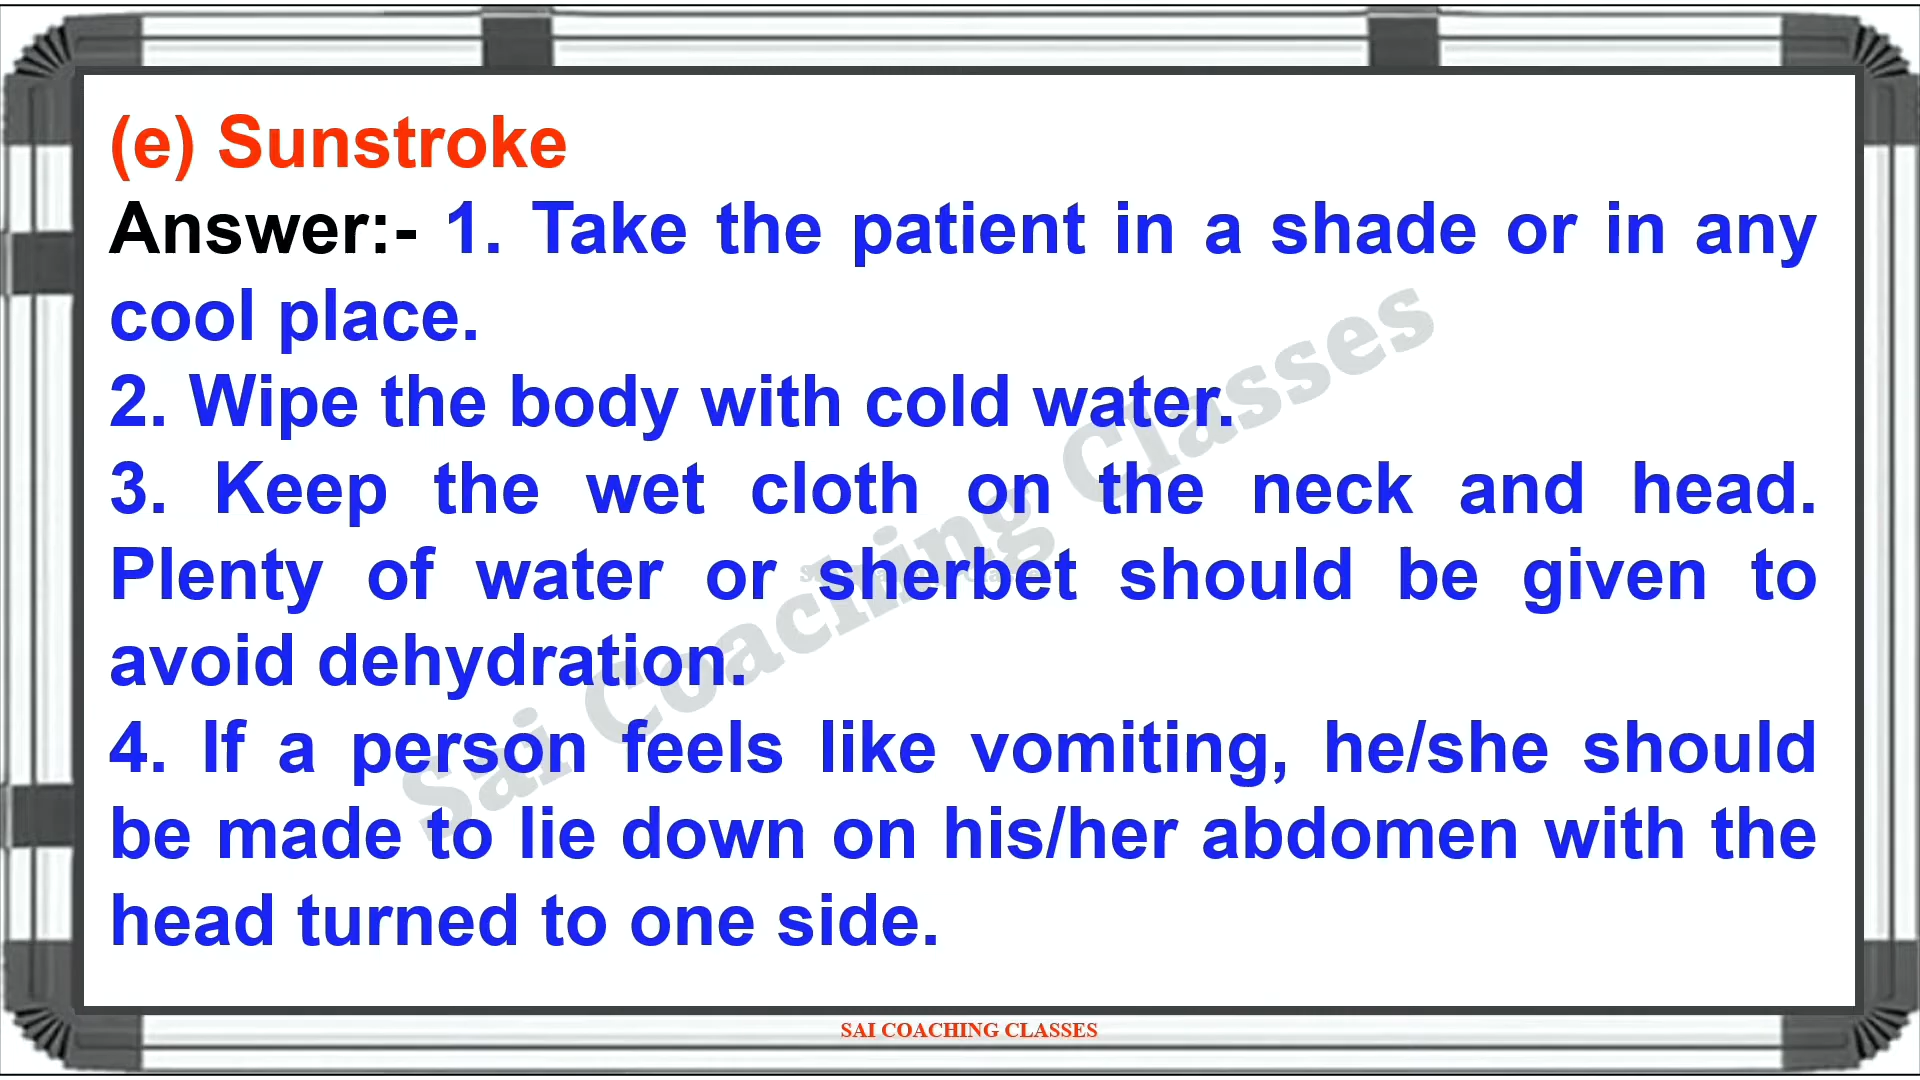 (e) Sunstroke
Answer:- 1. Take the patient in a shade or in any
cool place.
2. Wipe the body with cold water.
3. Keep the wet cloth on the neck and head.
Plenty of water or sherbet should be given to
avoid dehydration.
4. If a person feels like vomiting, he/she should
be made to lie down on his/her abdomen with the
head turned to one side.
Sai Coaching Classes
SAI COACHING CLASSES